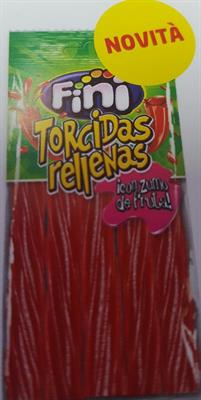 NOVITÀ
Fini
TORCIDAS
rellenas
¡con zumo
de fruta!